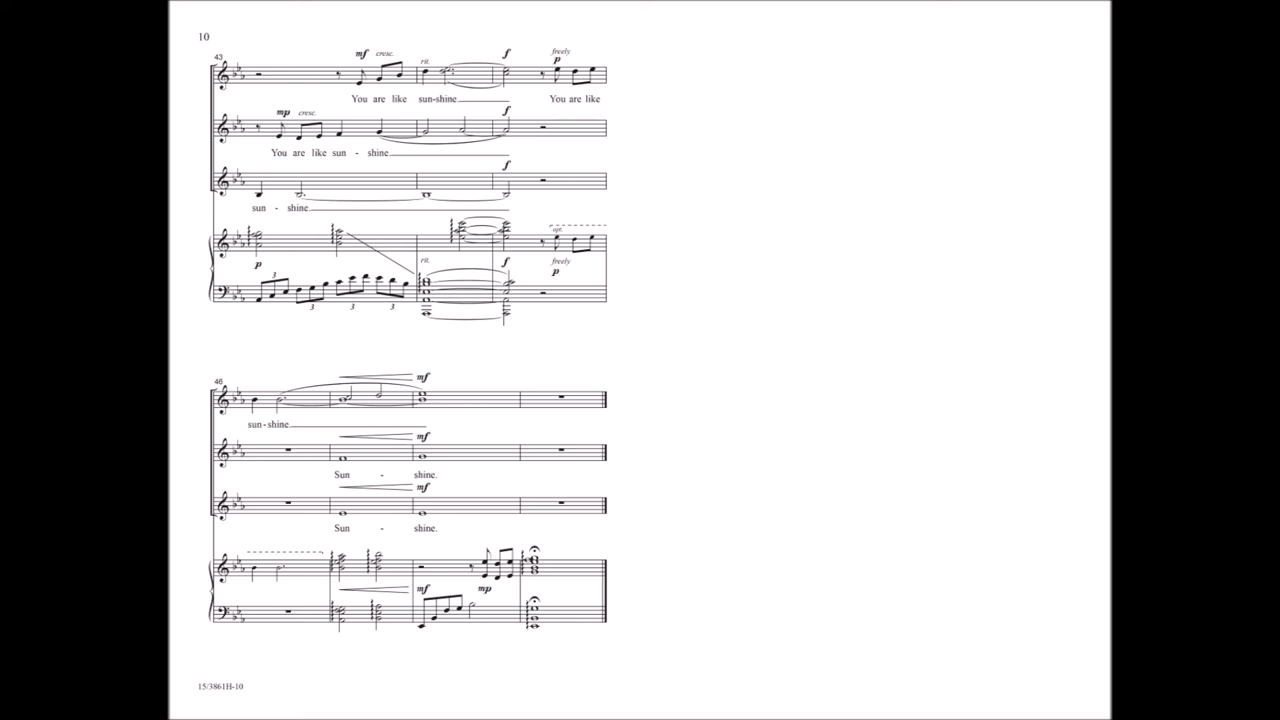 10
43
mf cresc.
rit.
f
freely
p
You are like sun-shine. You are like
mp cresc.
f
You are like sun - shine.
f
sun - shine.
opt.
p
rit.
f
freely
p
3
3
3
3
46
mf
sun-shine.
mf
Sun - shine.
mf
Sun - shine.
mf
mp
15/3861H-10